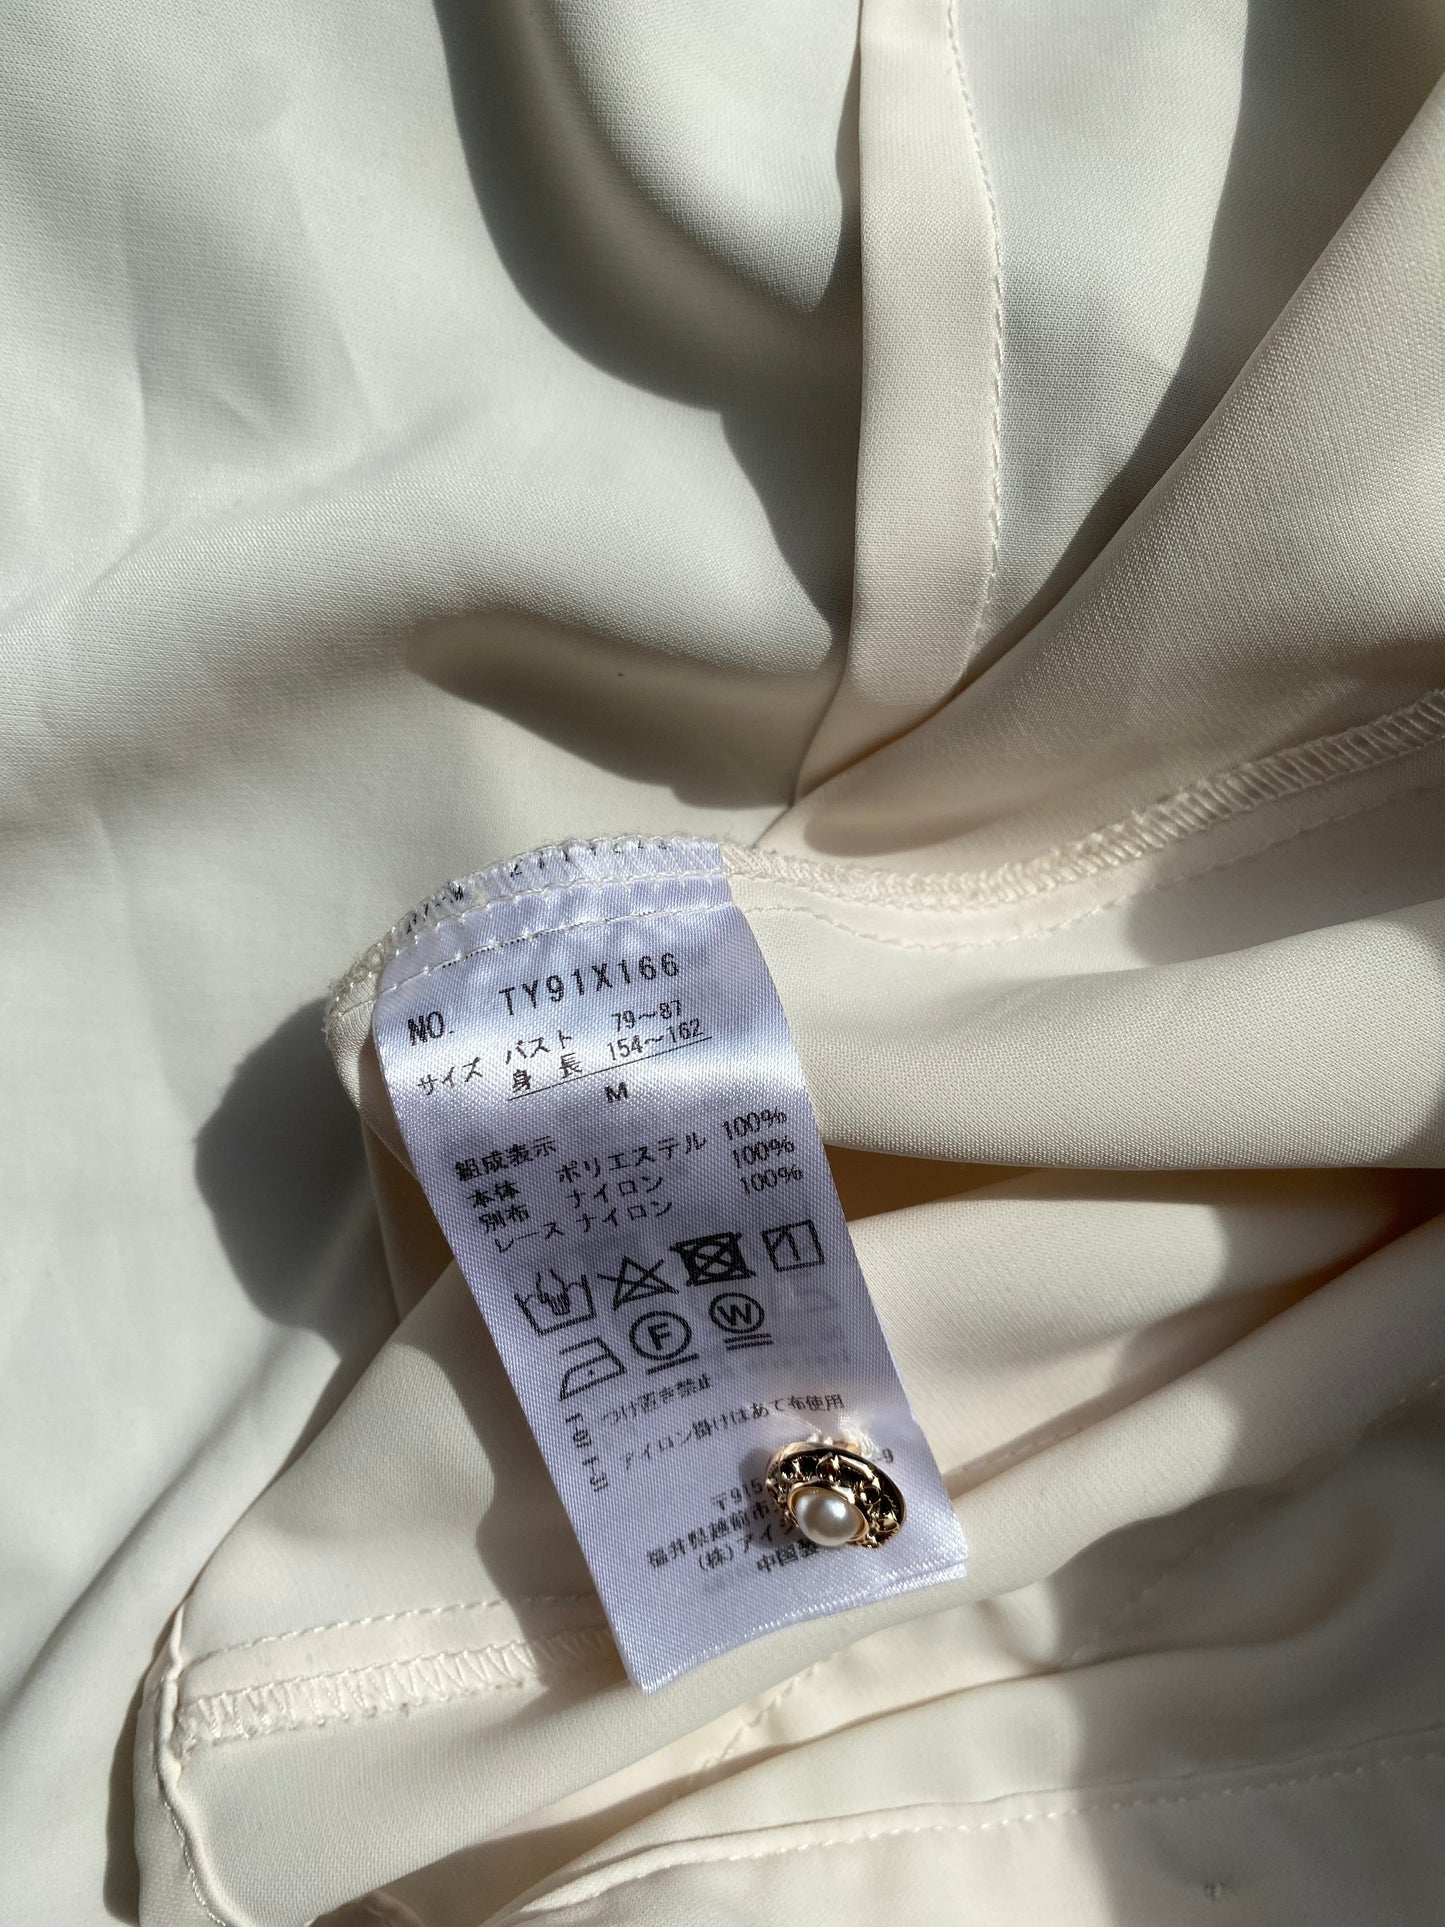 NO. TY91X166
サイズ バスト 79～87
身長 154～162
M
組成表示
本体 ポリエステル 100%
別布 ナイロン 100%
レース ナイロン 100%
F W
つけ置き禁止
アイロン掛けはあて布使用
〒915 -9
福井県越前市
(株)アイ
中国製